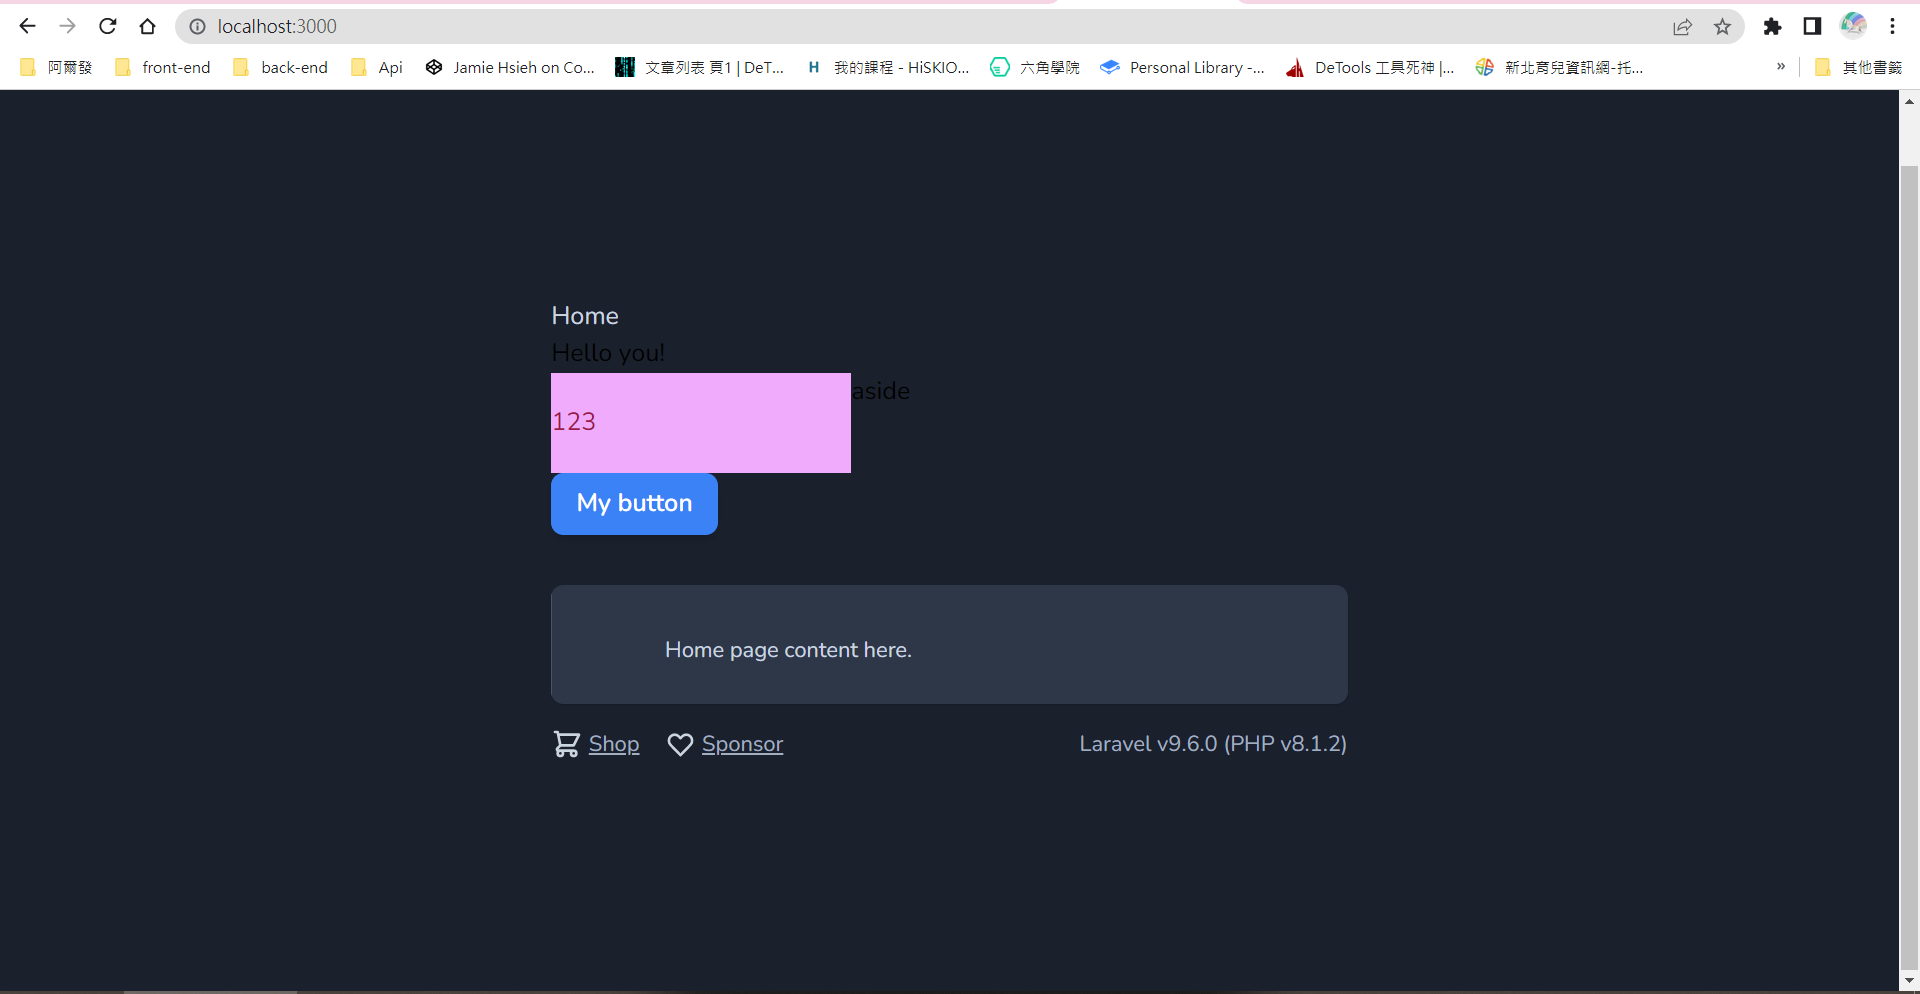 localhost:3000
阿爾發 front-end back-end Api Jamie Hsieh on Co... 文章列表 頁1 | DeT... H 我的課程 - HiSKIO... 六角學院 Personal Library -... DeTools 工具死神 |... 新北育兒資訊網-托... » 其他書籤
Home
Hello you!
aside
123
My button
Home page content here.
Shop Sponsor Laravel v9.6.0 (PHP v8.1.2)